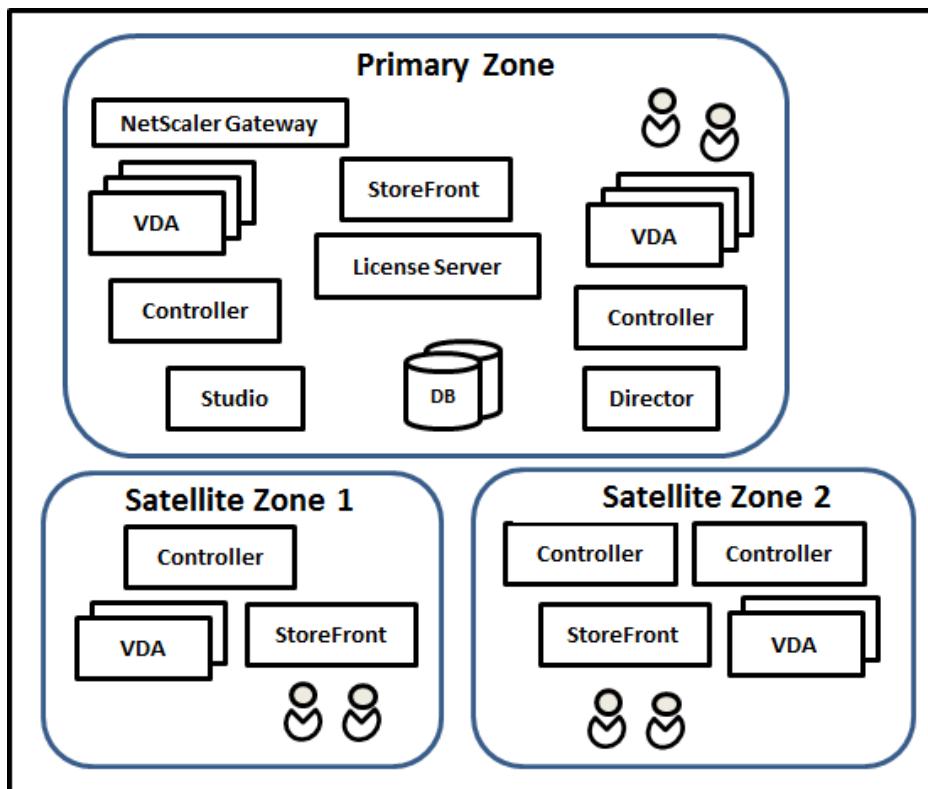 Primary Zone
NetScaler Gateway
StoreFront
VDA
VDA
License Server
Controller
Controller
Studio
DB
Director
Satellite Zone 1
Controller
VDA
StoreFront
Satellite Zone 2
Controller
Controller
StoreFront
VDA